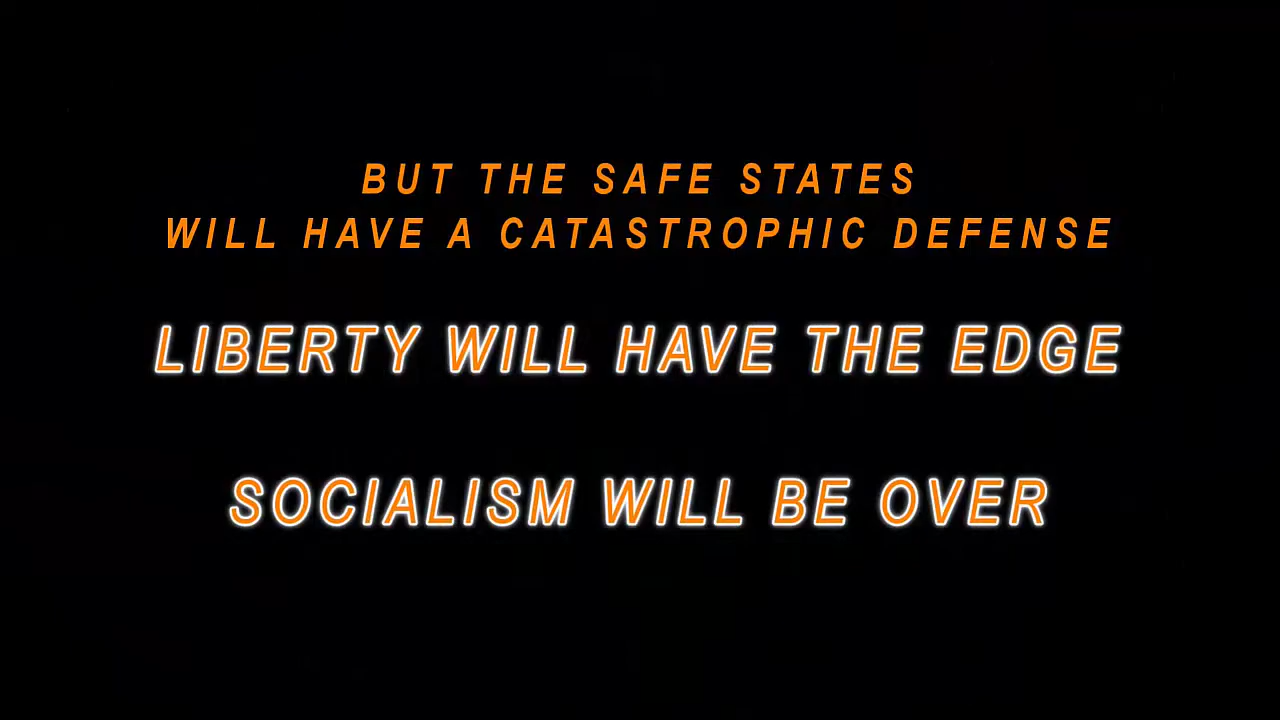 BUT THE SAFE STATES
WILL HAVE A CATASTROPHIC DEFENSE
LIBERTY WILL HAVE THE EDGE
SOCIALISM WILL BE OVER